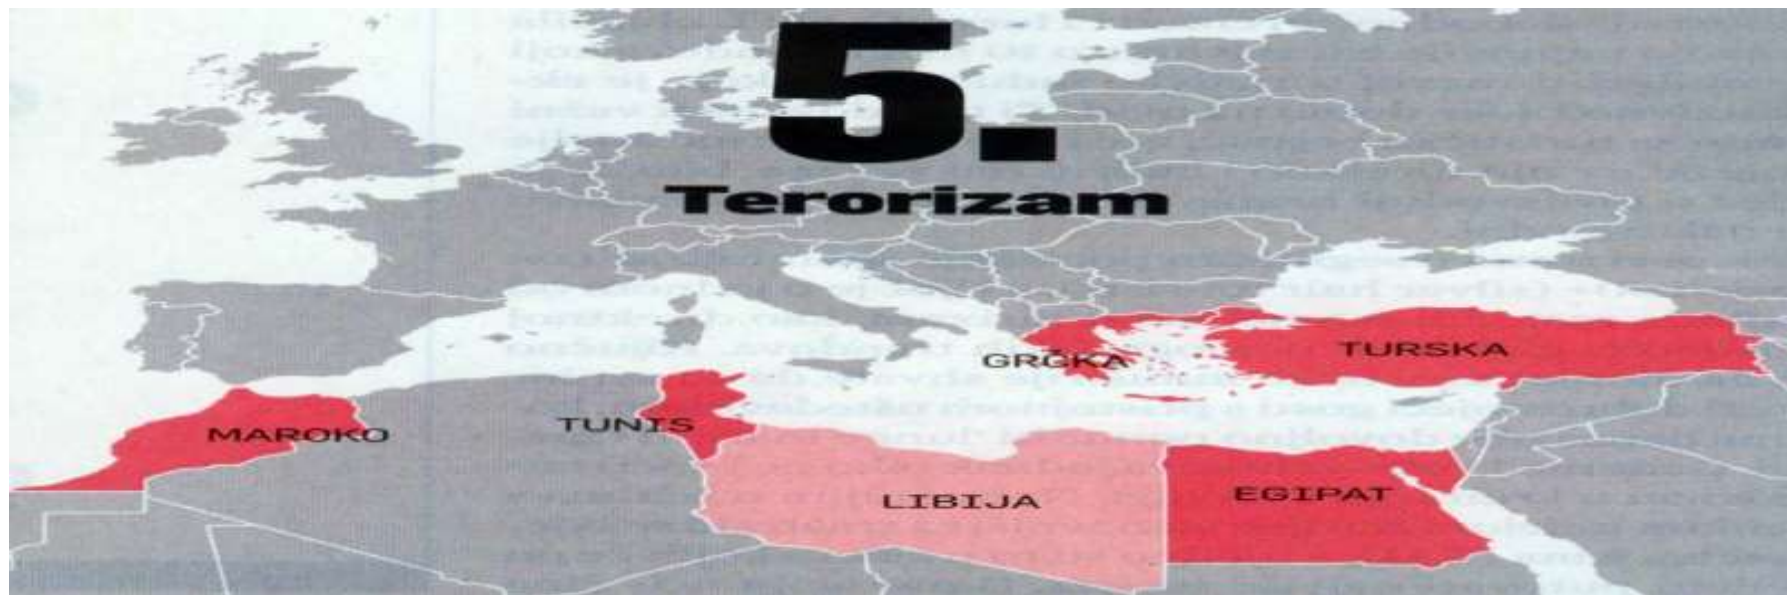 5.
Terorizam
GRČKA
TURSKA
TUNIS
MAROKO
LIBIJA
EGIPAT